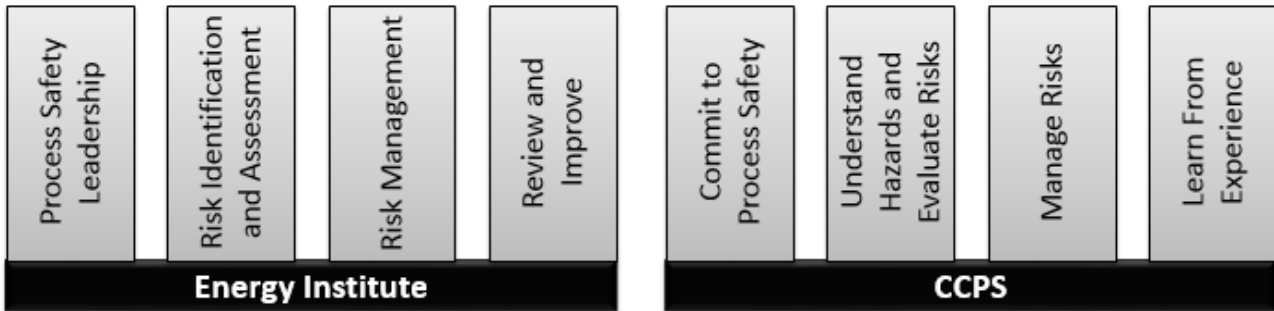 Process Safety
Leadership
Risk Identification
and Assessment
Risk Management
Review and
Improve
Energy Institute
Commit to
Process Safety
Understand
Hazards and
Evaluate Risks
Manage Risks
Learn From
Experience
CCPS